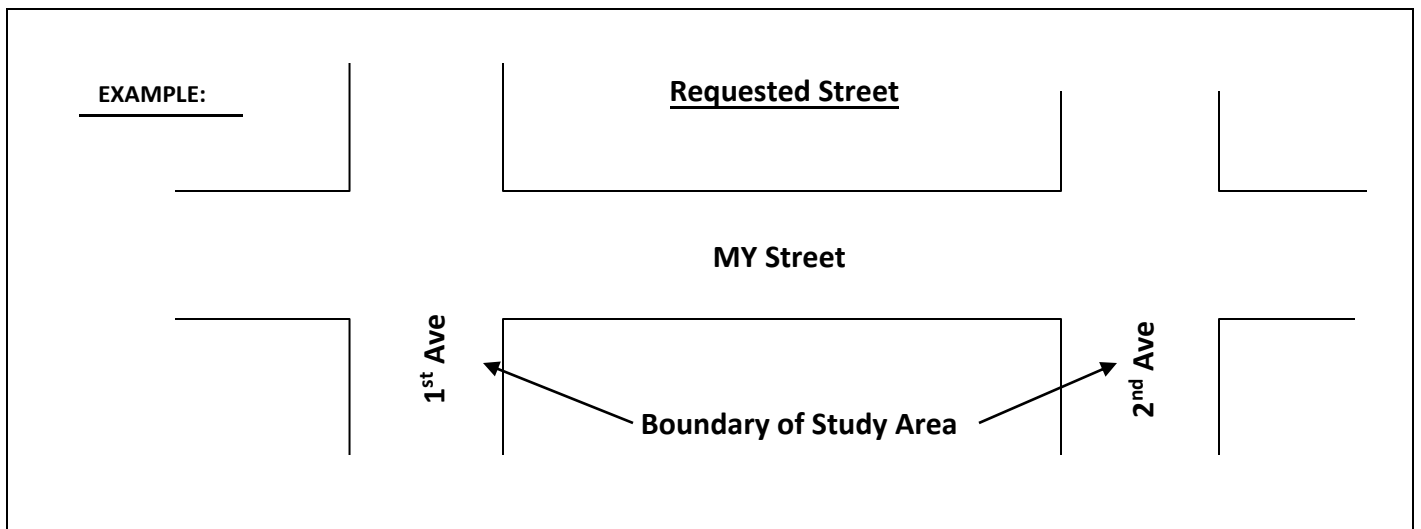 EXAMPLE:
Requested Street
MY Street
1st Ave
2nd Ave
Boundary of Study Area